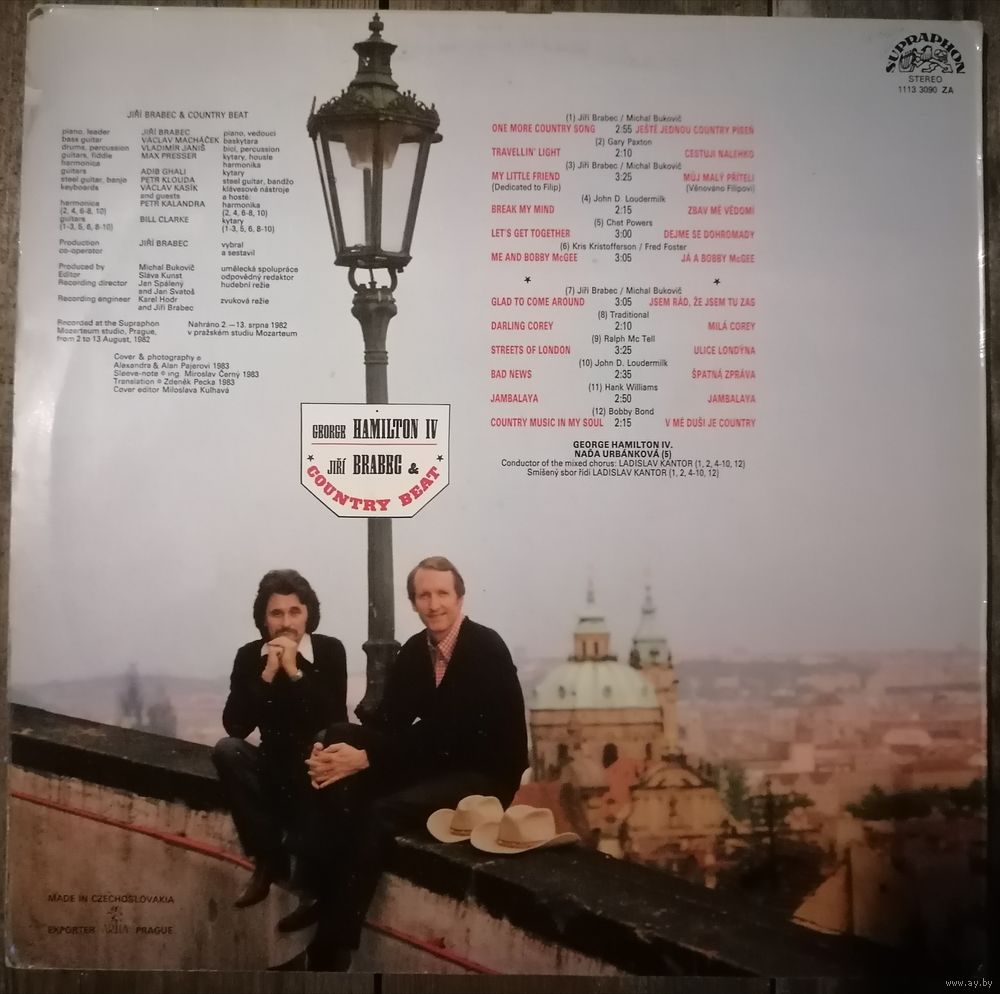 SUPRAPHON
STEREO
1113 3090 ZA
JIŘÍ BRABEC & COUNTRY BEAT
piano, leader JIŘÍ BRABEC piano, vedoucí
bass guitar VÁCLAV MACHÁČEK baskytara
drums, percussion VLADIMÍR JANIŠ bicí, percussion
guitars, fiddle MAX PRESSER kytary, housle
harmonica harmonika
guitars ADIB GHALI kytary
steel guitar, banjo PETR KLOUDA steel guitar, bandžo
keyboards VÁCLAV KASÍK klávesové nástroje
and guests a hosté:
harmonica PETR KALANDRA harmonika
(2, 4, 6-8, 10) (2, 4, 6-8, 10)
guitars BILL CLARKE kytary
(1-3, 5, 6, 8-10) (1-3, 5, 6, 8-10)
Production JIŘÍ BRABEC vybral
co-operator a sestavil
Produced by Michal Bukovič umělecká spolupráce
Editor Sláva Kunst odpovědný redaktor
Recording director Jan Spálený hudební režie
and Jan Svatoš
Recording engineer Karel Hodr zvuková režie
and Jiří Brabec
Recorded at the Supraphon Nahráno 2.—13. srpna 1982
Mozarteum studio, Prague, v pražském studiu Mozarteum
from 2 to 13 August, 1982
Cover & photography ©
Alexandra & Alan Pajerovi 1983
Sleeve-note © ing. Miroslav Černý 1983
Translation © Zdeněk Pecka 1983
Cover editor Miloslava Kulhavá
(1) Jiří Brabec / Michal Bukovič
ONE MORE COUNTRY SONG 2:55 JEŠTĚ JEDNOU COUNTRY PÍSEŇ
(2) Gary Paxton
TRAVELLIN' LIGHT 2:10 CESTUJI NALEHKO
(3) Jiří Brabec / Michal Bukovič
MY LITTLE FRIEND 3:25 MŮJ MALÝ PŘÍTELI
(Dedicated to Filip) (Věnováno Filipovi)
(4) John D. Loudermilk
BREAK MY MIND 2:15 ZBAV MĚ VĚDOMÍ
(5) Chet Powers
LET'S GET TOGETHER 3:00 DEJME SE DOHROMADY
(6) Kris Kristofferson / Fred Foster
ME AND BOBBY McGEE 3:05 JÁ A BOBBY McGEE
★ ★
(7) Jiří Brabec / Michal Bukovič
GLAD TO COME AROUND 3:05 JSEM RÁD, ŽE JSEM TU ZAS
(8) Traditional
DARLING COREY 2:10 MILÁ COREY
(9) Ralph Mc Tell
STREETS OF LONDON 3:25 ULICE LONDÝNA
(10) John D. Loudermilk
BAD NEWS 2:35 ŠPATNÁ ZPRÁVA
(11) Hank Williams
JAMBALAYA 2:50 JAMBALAYA
(12) Bobby Bond
COUNTRY MUSIC IN MY SOUL 2:15 V MÉ DUŠI JE COUNTRY
GEORGE HAMILTON IV.
NAĎA URBÁNKOVÁ (5)
Conductor of the mixed chorus: LADISLAV KANTOR (1, 2, 4-10, 12)
Smíšený sbor řídí LADISLAV KANTOR (1, 2, 4-10, 12)
GEORGE HAMILTON IV
★ JIŘÍ BRABEC & ★
COUNTRY BEAT
MADE IN CZECHOSLOVAKIA
EXPORTER ARTIA PRAGUE
www.ay.by